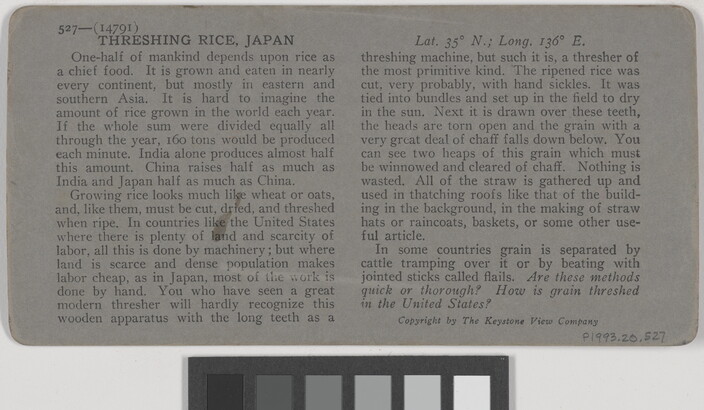 527—(14791)
THRESHING RICE, JAPAN
One-half of mankind depends upon rice as
a chief food. It is grown and eaten in nearly
every continent, but mostly in eastern and
southern Asia. It is hard to imagine the
amount of rice grown in the world each year.
If the whole sum were divided equally all
through the year, 160 tons would be produced
each minute. India alone produces almost half
this amount. China raises half as much as
India and Japan half as much as China.
Growing rice looks much like wheat or oats,
and, like them, must be cut, dried, and threshed
when ripe. In countries like the United States
where there is plenty of land and scarcity of
labor, all this is done by machinery; but where
land is scarce and dense population makes
labor cheap, as in Japan, most of the work is
done by hand. You who have seen a great
modern thresher will hardly recognize this
wooden apparatus with the long teeth as a
Lat. 35° N.; Long. 136° E.
threshing machine, but such it is, a thresher of
the most primitive kind. The ripened rice was
cut, very probably, with hand sickles. It was
tied into bundles and set up in the field to dry
in the sun. Next it is drawn over these teeth,
the heads are torn open and the grain with a
very great deal of chaff falls down below. You
can see two heaps of this grain which must
be winnowed and cleared of chaff. Nothing is
wasted. All of the straw is gathered up and
used in thatching roofs like that of the build-
ing in the background, in the making of straw
hats or raincoats, baskets, or some other use-
ful article.
In some countries grain is separated by
cattle tramping over it or by beating with
jointed sticks called flails. Are these methods
quick or thorough? How is grain threshed
in the United States?
Copyright by The Keystone View Company
P1993.20.527